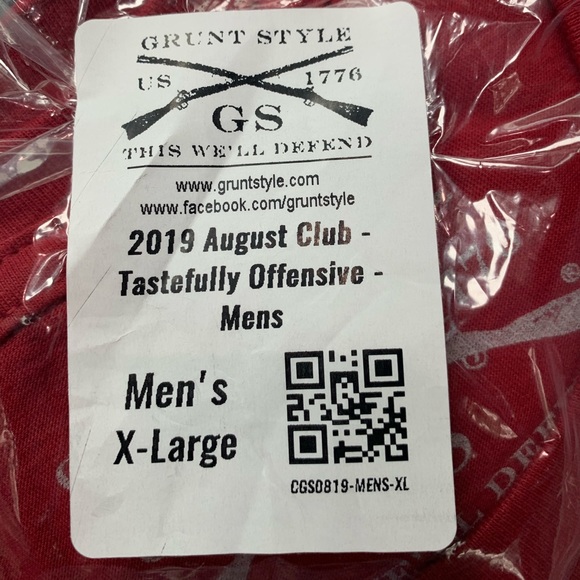 GRUNT STYLE
US 1776
GS
THIS WE'LL DEFEND
www.gruntstyle.com
www.facebook.com/gruntstyle
2019 August Club -
Tastefully Offensive -
Mens
Men's
X-Large
CGS0819-MENS-XL